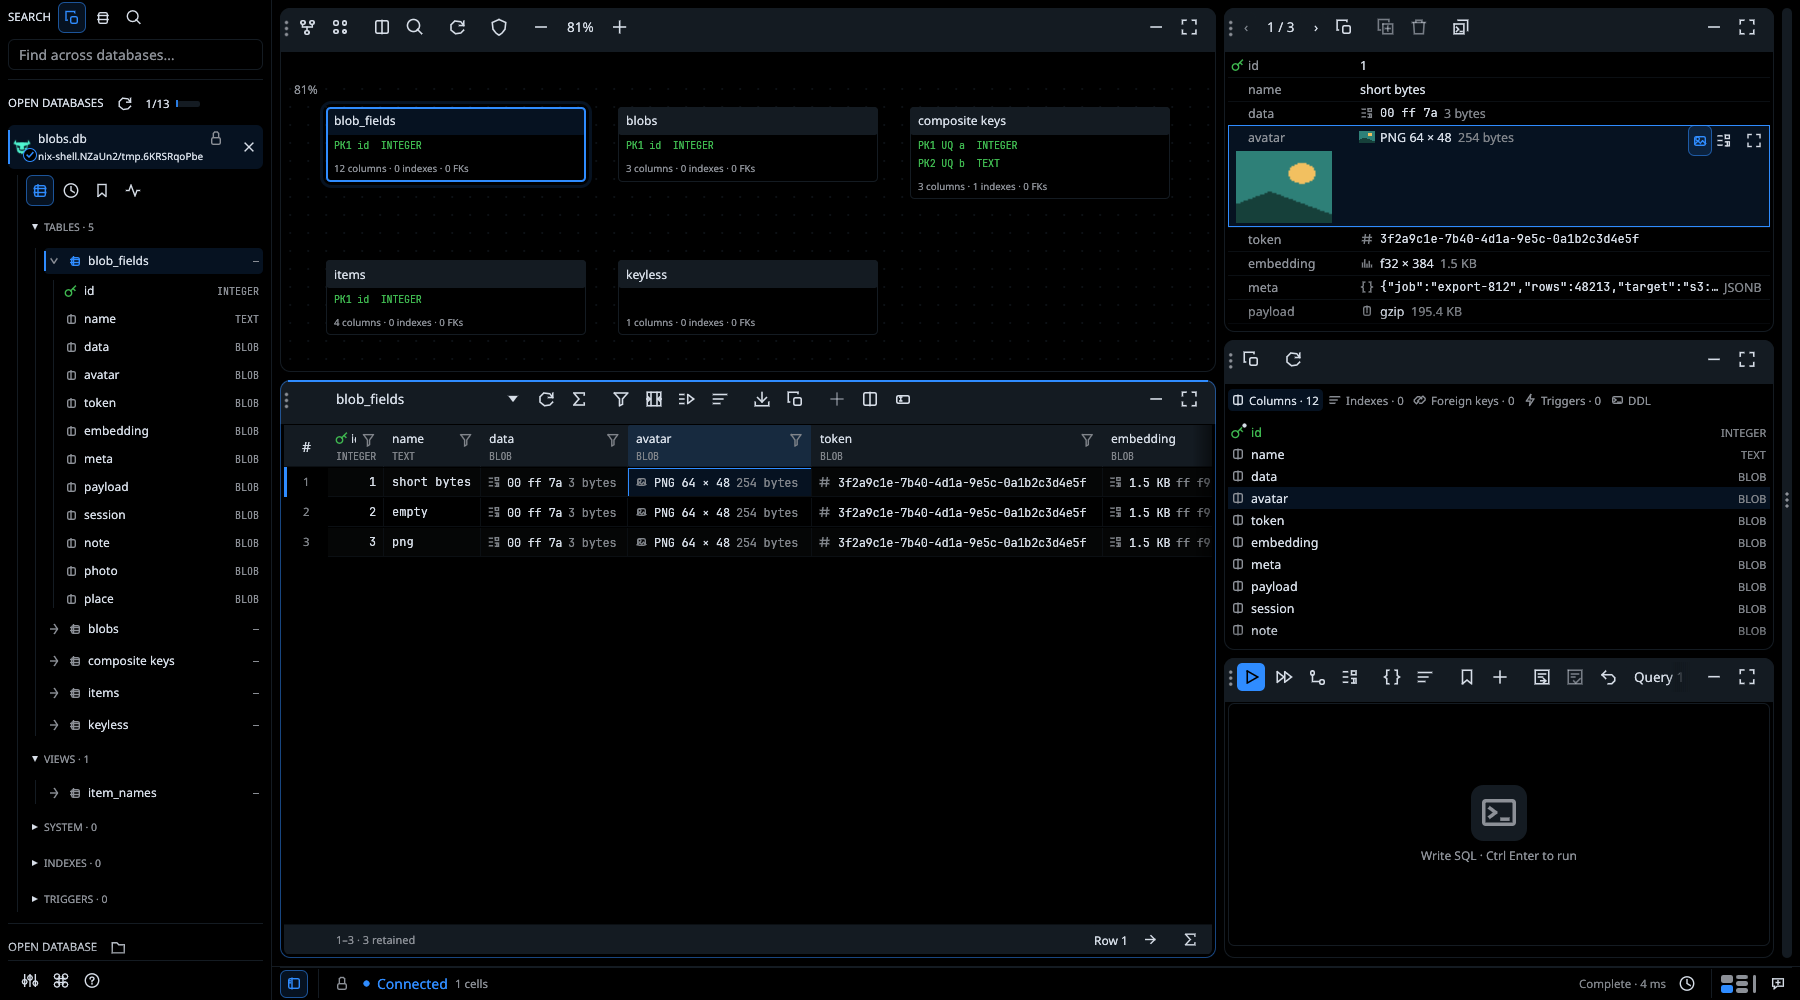 SEARCH
Find across databases...
OPEN DATABASES 1/13
blobs.db
nix-shell.NZaUn2/tmp.6KRSRqoPbe
TABLES · 5
blob_fields –
id INTEGER
name TEXT
data BLOB
avatar BLOB
token BLOB
embedding BLOB
meta BLOB
payload BLOB
session BLOB
note BLOB
photo BLOB
place BLOB
blobs –
composite keys –
items –
keyless –
VIEWS · 1
item_names –
SYSTEM · 0
INDEXES · 0
TRIGGERS · 0
OPEN DATABASE
81%
81%
blob_fields
PK1 id INTEGER
12 columns · 0 indexes · 0 FKs
blobs
PK1 id INTEGER
3 columns · 0 indexes · 0 FKs
composite keys
PK1 UQ a INTEGER
PK2 UQ b TEXT
3 columns · 1 indexes · 0 FKs
items
PK1 id INTEGER
4 columns · 0 indexes · 0 FKs
keyless
1 columns · 0 indexes · 0 FKs
blob_fields
# name data avatar token embedding
INTEGER TEXT BLOB BLOB BLOB BLOB
1 1 short bytes 00 ff 7a 3 bytes PNG 64 × 48 254 bytes # 3f2a9c1e-7b40-4d1a-9e5c-0a1b2c3d4e5f 1.5 KB ff f9
2 2 empty 00 ff 7a 3 bytes PNG 64 × 48 254 bytes # 3f2a9c1e-7b40-4d1a-9e5c-0a1b2c3d4e5f 1.5 KB ff f9
3 3 png 00 ff 7a 3 bytes PNG 64 × 48 254 bytes # 3f2a9c1e-7b40-4d1a-9e5c-0a1b2c3d4e5f 1.5 KB ff f9
1–3 · 3 retained
Row 1
Connected 1 cells
1 / 3
id 1
name short bytes
data 00 ff 7a 3 bytes
avatar PNG 64 × 48 254 bytes
token # 3f2a9c1e-7b40-4d1a-9e5c-0a1b2c3d4e5f
embedding f32 × 384 1.5 KB
meta {} {"job":"export-812","rows":48213,"target":"s3:… JSONB
payload gzip 195.4 KB
Columns · 12 Indexes · 0 Foreign keys · 0 Triggers · 0 DDL
id INTEGER
name TEXT
data BLOB
avatar BLOB
token BLOB
embedding BLOB
meta BLOB
payload BLOB
session BLOB
note BLOB
Query 1
Write SQL · Ctrl Enter to run
Complete · 4 ms